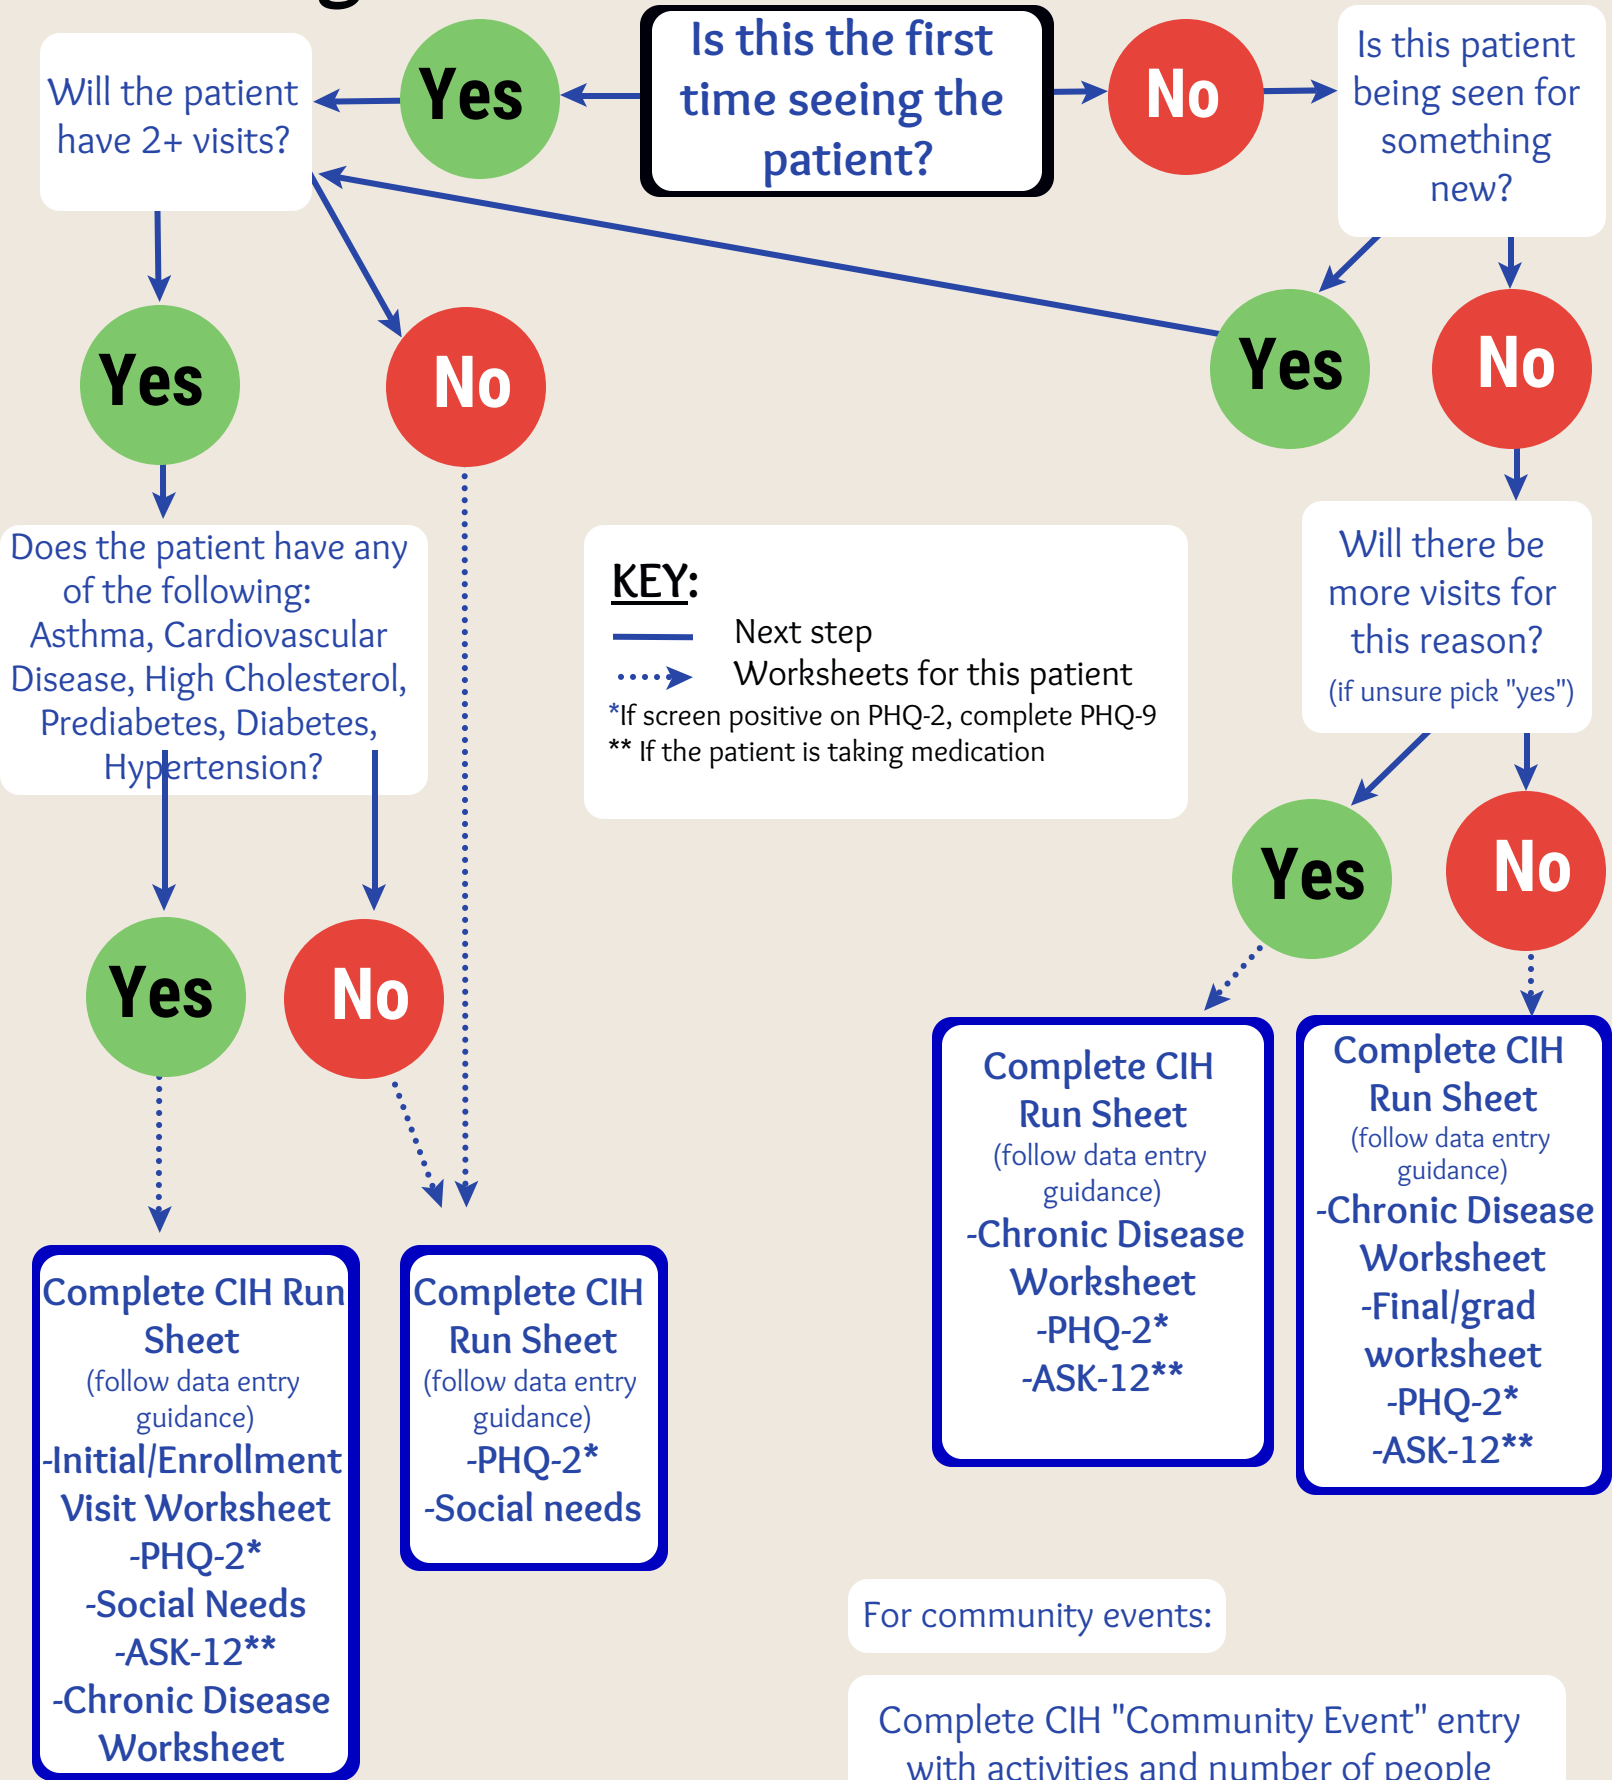 Is this the first
time seeing the
patient?
Yes
No
Will the patient
have 2+ visits?
Is this patient
being seen for
something
new?
Yes
No
Yes
No
Does the patient have any
of the following:
Asthma, Cardiovascular
Disease, High Cholesterol,
Prediabetes, Diabetes,
Hypertension?
KEY:
Next step
Worksheets for this patient
*If screen positive on PHQ-2, complete PHQ-9
** If the patient is taking medication
Will there be
more visits for
this reason?
(if unsure pick "yes")
Yes
No
Yes
No
Complete CIH Run
Sheet
(follow data entry
guidance)
-Initial/Enrollment
Visit Worksheet
-PHQ-2*
-Social Needs
-ASK-12**
-Chronic Disease
Worksheet
Complete CIH
Run Sheet
(follow data entry
guidance)
-PHQ-2*
-Social needs
Complete CIH
Run Sheet
(follow data entry
guidance)
-Chronic Disease
Worksheet
-PHQ-2*
-ASK-12**
Complete CIH
Run Sheet
(follow data entry
guidance)
-Chronic Disease
Worksheet
-Final/grad
worksheet
-PHQ-2*
-ASK-12**
For community events:
Complete CIH "Community Event" entry
with activities and number of people